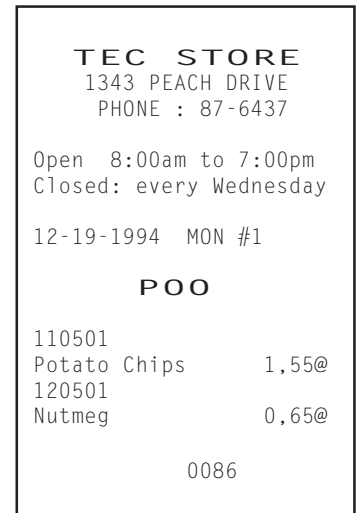 TEC STORE
1343 PEACH DRIVE
PHONE : 87-6437
Open 8:00am to 7:00pm
Closed: every Wednesday
12-19-1994 MON #1
POO
110501
Potato Chips 1,55@
120501
Nutmeg 0,65@
0086